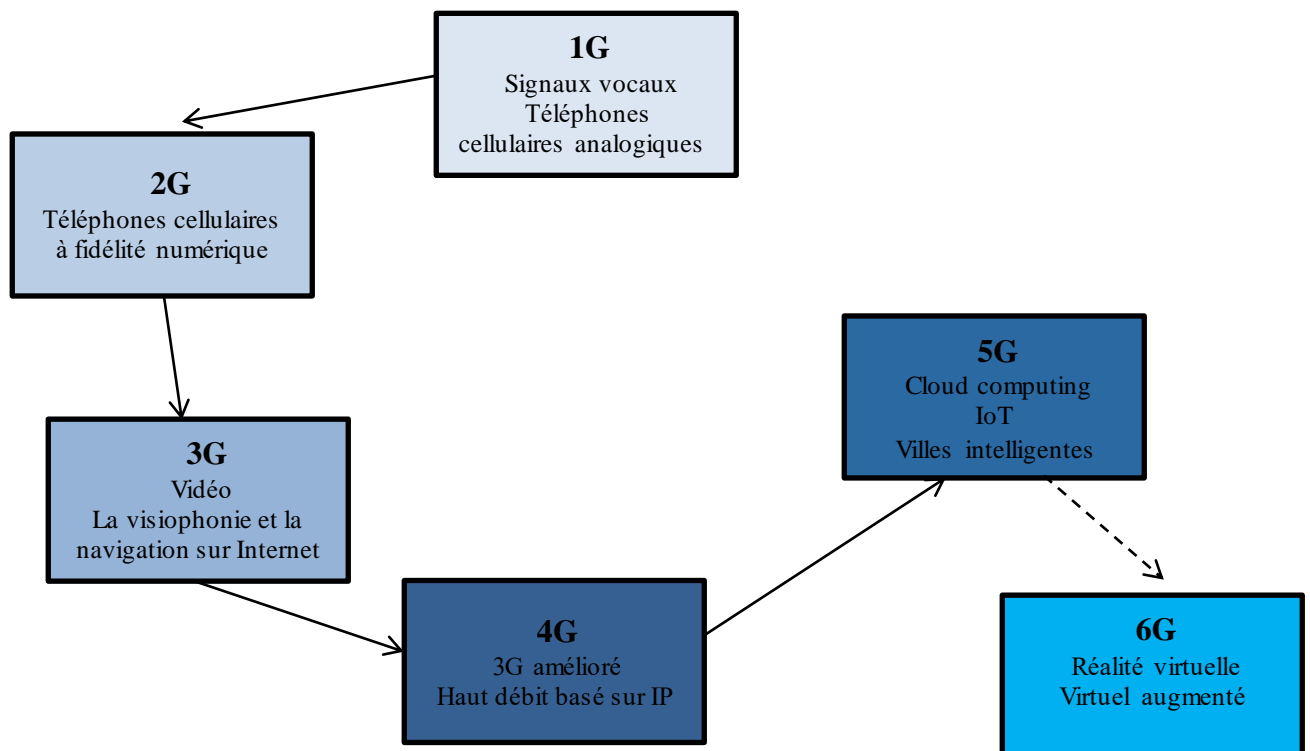 1G
Signaux vocaux
Téléphones
cellulaires analogiques
2G
Téléphones cellulaires
à fidélité numérique
3G
Vidéo
La visiophonie et la
navigation sur Internet
4G
3G amélioré
Haut débit basé sur IP
5G
Cloud computing
IoT
Villes intelligentes
6G
Réalité virtuelle
Virtuel augmenté